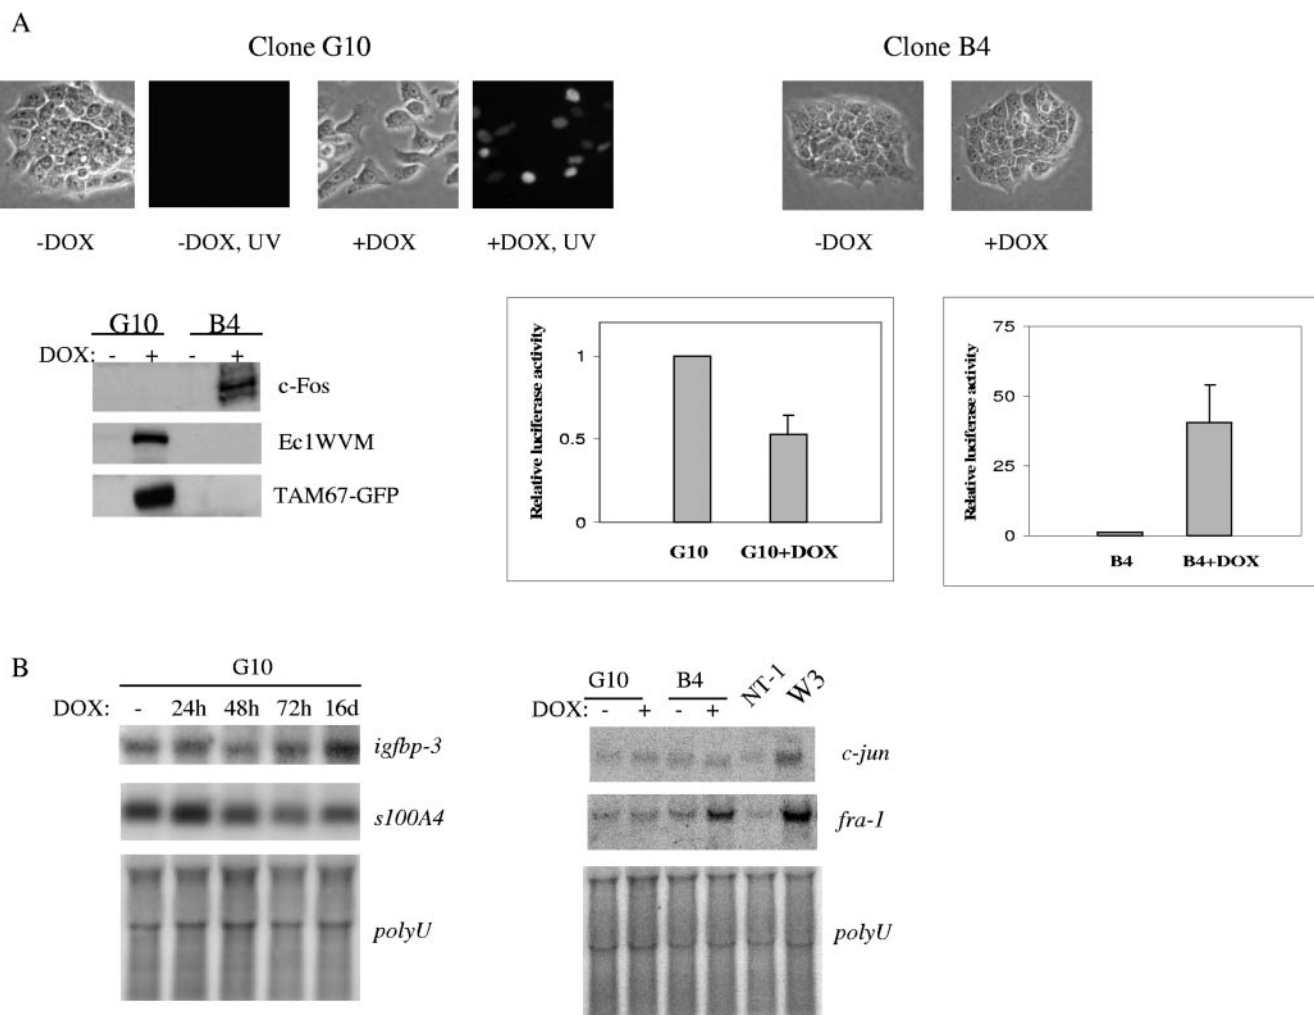 A
Clone G10
Clone B4
-DOX
-DOX, UV
+DOX
+DOX, UV
-DOX
+DOX
G10
B4
DOX: - + - +
c-Fos
Ec1WVM
TAM67-GFP
Relative luciferase activity
1
0.5
0
G10
G10+DOX
Relative luciferase activity
75
50
25
0
B4
B4+DOX
B
G10
DOX: - 24h 48h 72h 16d
igfbp-3
s100A4
polyU
G10 B4 NT-1 W3
DOX: - + - +
c-jun
fra-1
polyU